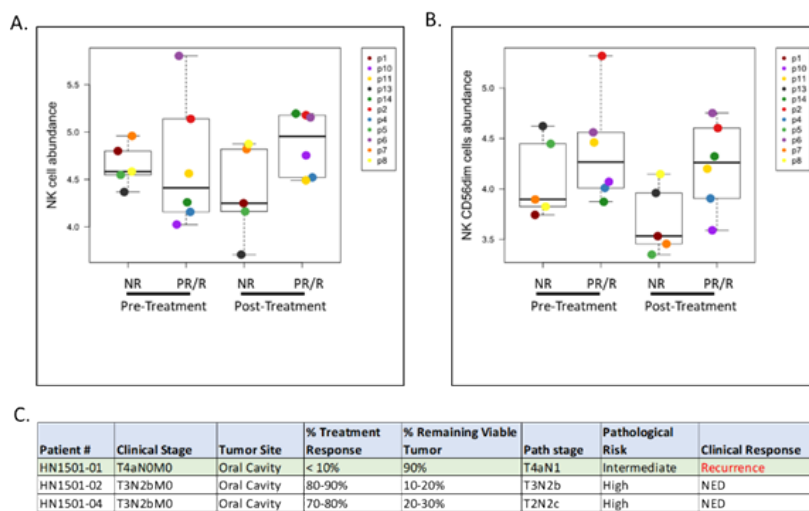 A.
B.
NK cell abundance
5.5
5.0
4.5
4.0
p1
p10
p11
p13
p14
p2
p4
p5
p6
p7
p8
NR PR/R NR PR/R
Pre-Treatment Post-Treatment
NK CD56dim cells abundance
5.0
4.5
4.0
3.5
p1
p10
p11
p13
p14
p2
p4
p5
p6
p7
p8
NR PR/R NR PR/R
Pre-Treatment Post-Treatment
C.
Patient # Clinical Stage Tumor Site % Treatment Response % Remaining Viable Tumor Path stage Pathological Risk Clinical Response
HN1501-01 T4aN0M0 Oral Cavity < 10% 90% T4aN1 Intermediate Recurrence
HN1501-02 T3N2bM0 Oral Cavity 80-90% 10-20% T3N2b High NED
HN1501-04 T3N2bM0 Oral Cavity 70-80% 20-30% T2N2c High NED